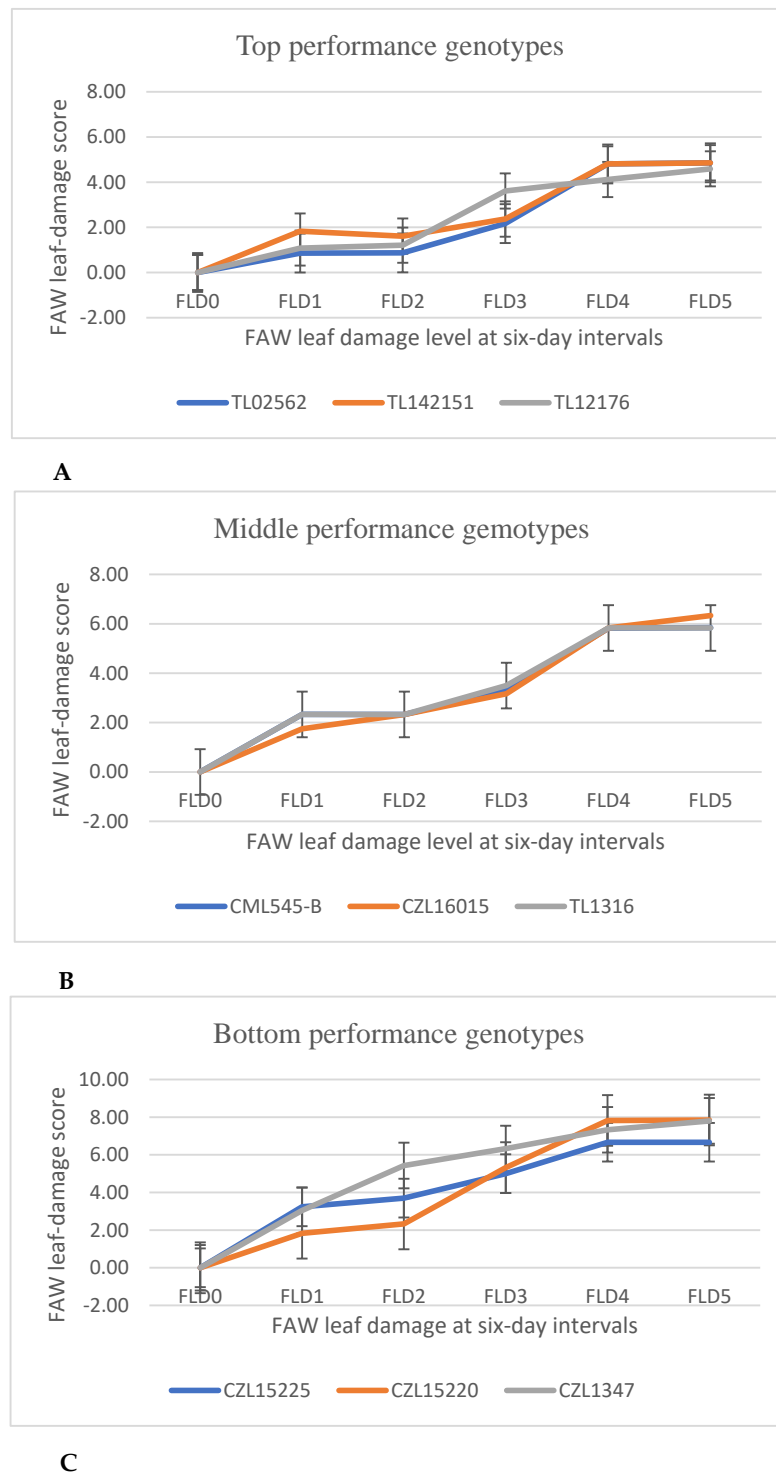 Top performance genotypes
FAW leaf-damage score
8.00
6.00
4.00
2.00
0.00
-2.00
FLD0 FLD1 FLD2 FLD3 FLD4 FLD5
FAW leaf damage level at six-day intervals
TL02562 TL142151 TL12176
A
Middle performance gemotypes
FAW leaf-damage score
8.00
6.00
4.00
2.00
0.00
-2.00
FLD0 FLD1 FLD2 FLD3 FLD4 FLD5
FAW leaf damage level at six-day intervals
CML545-B CZL16015 TL1316
B
Bottom performance genotypes
FAW leaf-damage score
10.00
8.00
6.00
4.00
2.00
0.00
-2.00
FLD0 FLD1 FLD2 FLD3 FLD4 FLD5
FAW leaf damage at six-day intervals
CZL15225 CZL15220 CZL1347
C